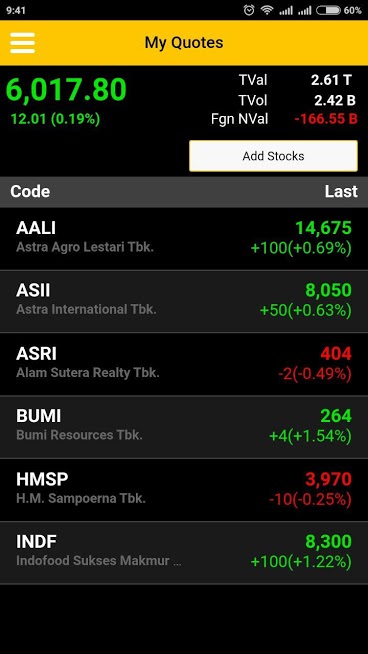 9:41 60%
My Quotes
6,017.80 TVal 2.61 T
TVol 2.42 B
12.01 (0.19%) Fgn NVal -166.55 B
Add Stocks
Code Last
AALI 14,675
Astra Agro Lestari Tbk. +100(+0.69%)
ASII 8,050
Astra International Tbk. +50(+0.63%)
ASRI 404
Alam Sutera Realty Tbk. -2(-0.49%)
BUMI 264
Bumi Resources Tbk. +4(+1.54%)
HMSP 3,970
H.M. Sampoerna Tbk. -10(-0.25%)
INDF 8,300
Indofood Sukses Makmur ... +100(+1.22%)